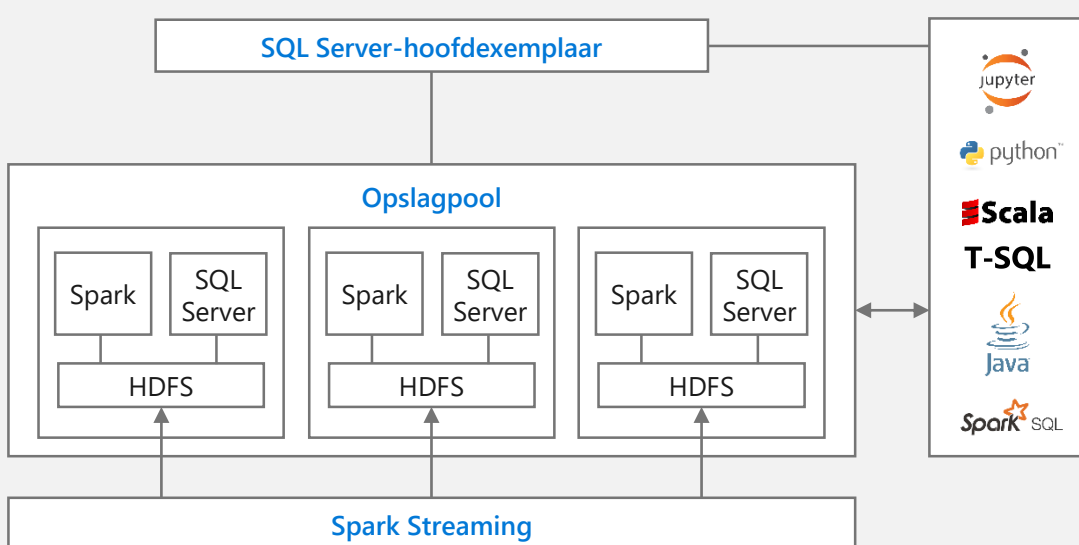 SQL Server-hoofdexemplaar
Opslagpool
Spark
SQL
Server
HDFS
Spark
SQL
Server
HDFS
Spark
SQL
Server
HDFS
Spark Streaming
jupyter
python™
Scala
T-SQL
Java
Spark SQL